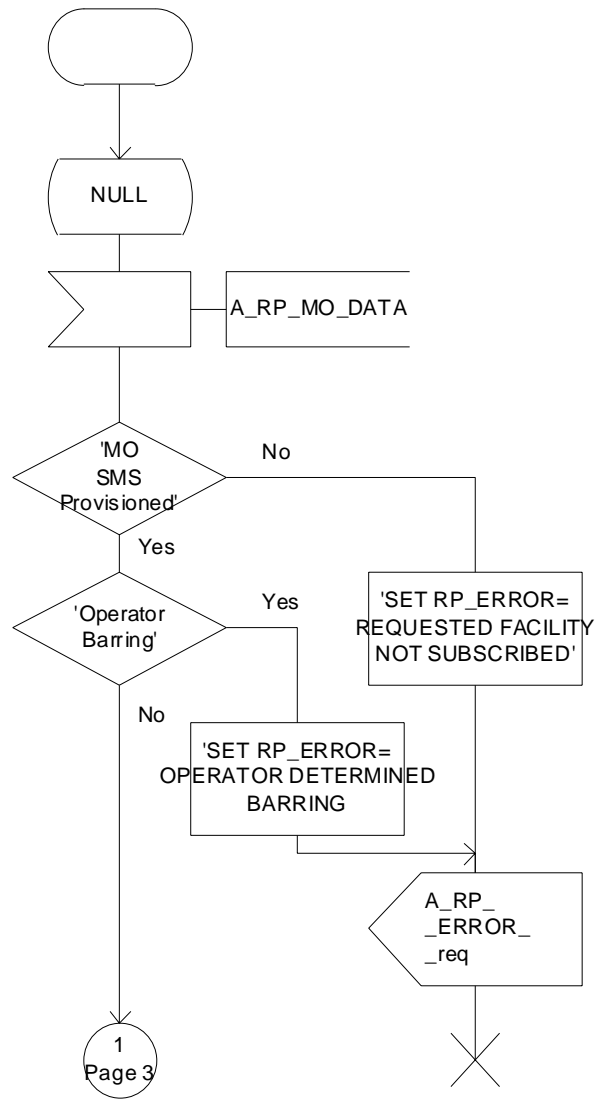 NULL
A_RP_MO_DATA
'MO
SMS
Provisioned'
No
Yes
'Operator
Barring'
Yes
'SET RP_ERROR=
REQUESTED FACILITY
NOT SUBSCRIBED'
No
'SET RP_ERROR=
OPERATOR DETERMINED
BARRING
A_RP_
_ERROR_
_req
1
Page 3